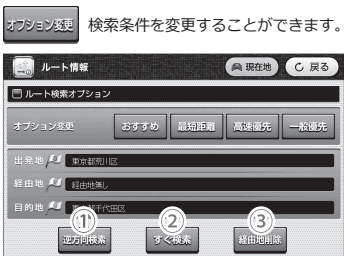 オプション変更 検索条件を変更することができます。
ルート情報 現在地 戻る
ルート検索オプション
オプション変更 おすすめ 最短距離 高速優先 一般優先
出発地 東京都荒川区
経由地 経由地無し
目的地 東京都千代田区
① ② ③
逆方向検索 すぐ検索 経由地削除